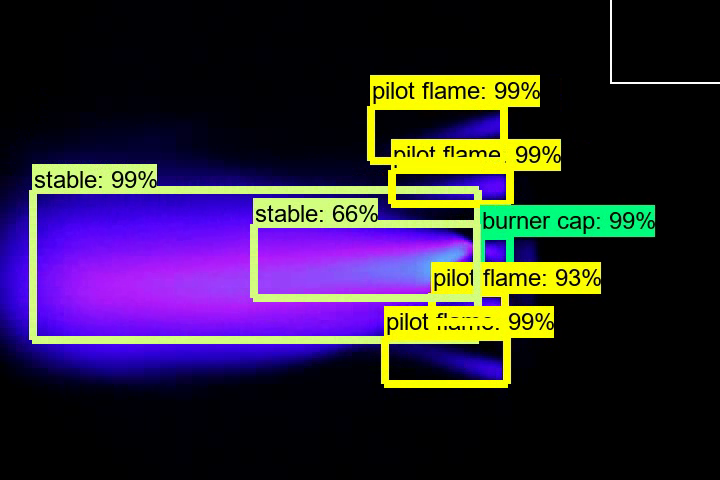 pilot flame: 99%
pilot flame: 99%
stable: 99%
stable: 66%
burner cap: 99%
pilot flame: 93%
pilot flame: 99%